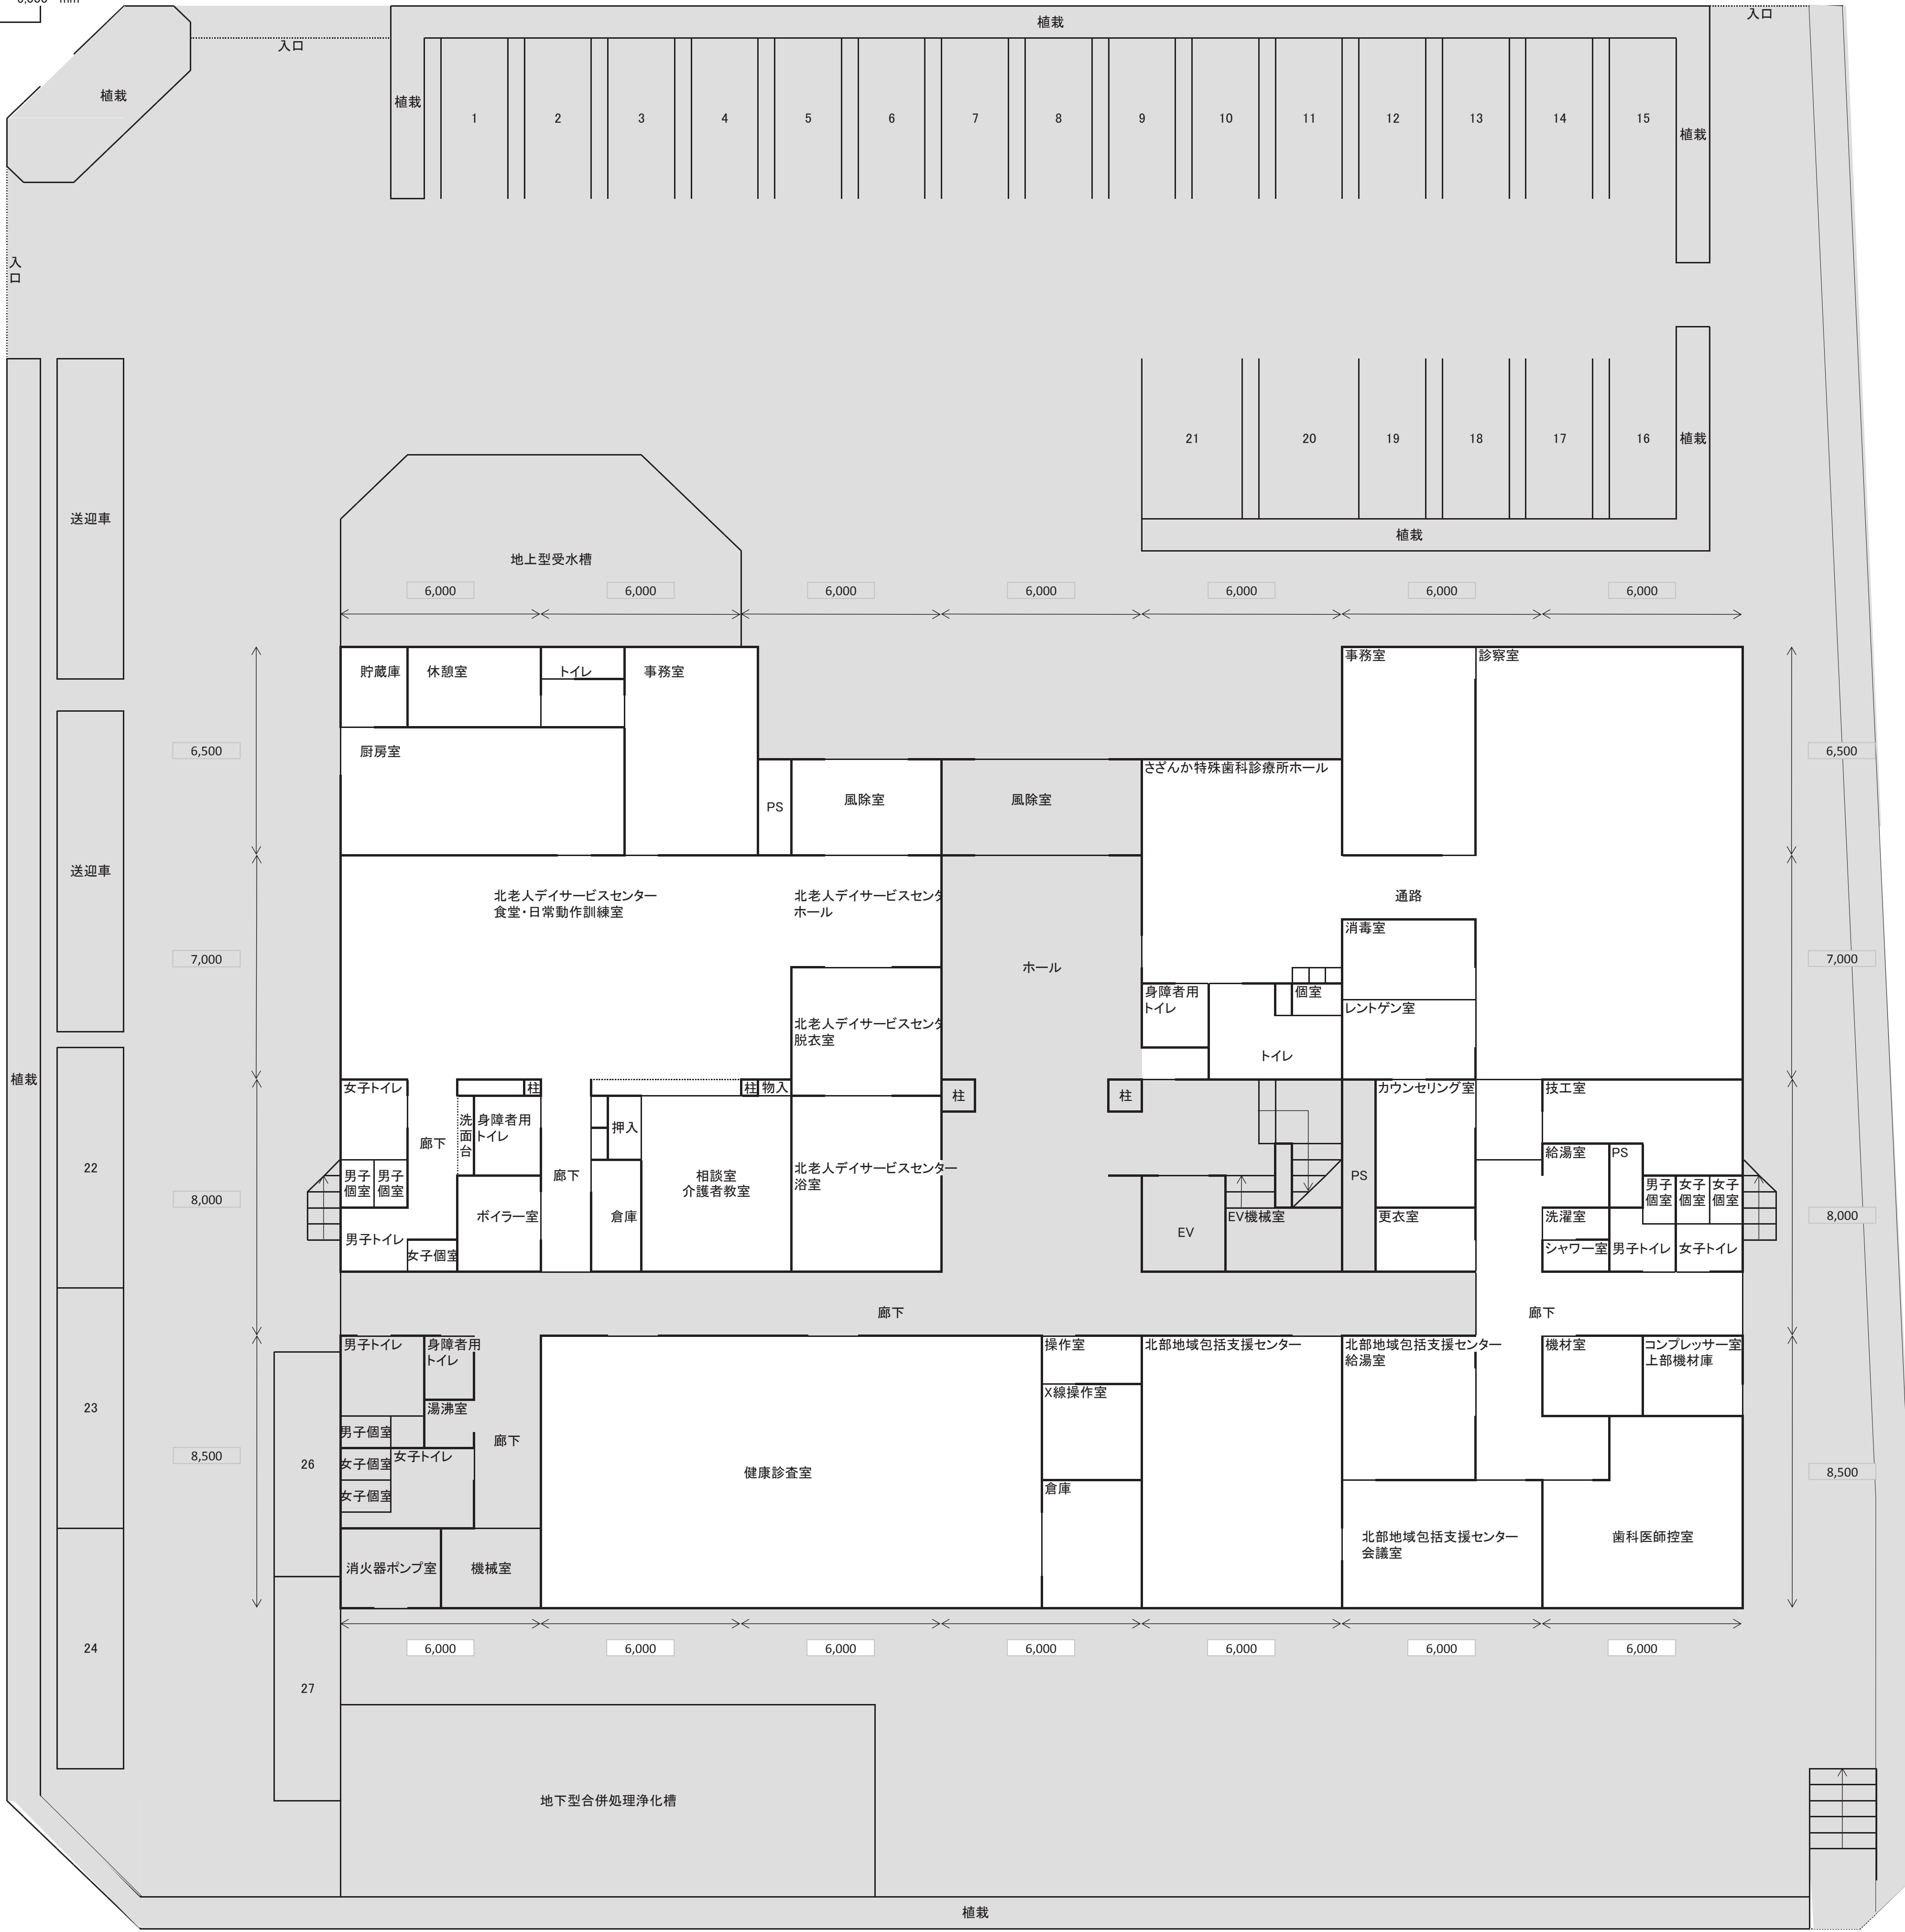 入口
植栽
入口
植栽
植栽
1
2
3
4
5
6
7
8
9
10
11
12
13
14
15
植栽
入口
21
20
19
18
17
16
植栽
植栽
送迎車
地上型受水槽
6,000
6,000
6,000
6,000
6,000
6,000
6,000
貯蔵庫
休憩室
トイレ
事務室
事務室
診察室
6,500
厨房室
PS
風除室
風除室
さざんか特殊歯科診療所ホール
6,500
送迎車
北老人デイサービスセンター
食堂・日常動作訓練室
北老人デイサービスセンタ
ホール
通路
消毒室
7,000
ホール
7,000
身障者用
トイレ
個室
レントゲン室
北老人デイサービスセンタ
脱衣室
トイレ
植栽
女子トイレ
柱
柱
物入
柱
柱
カウンセリング室
技工室
洗面台
身障者用
トイレ
押入
廊下
廊下
22
男子
個室
男子
個室
相談室
介護者教室
北老人デイサービスセンター
浴室
PS
給湯室
PS
男子
個室
女子
個室
女子
個室
8,000
ボイラー室
倉庫
EV
EV機械室
更衣室
洗濯室
8,000
男子トイレ
女子個室
シャワー室
男子トイレ
女子トイレ
廊下
廊下
男子トイレ
身障者用
トイレ
操作室
北部地域包括支援センター
北部地域包括支援センター
給湯室
機材室
コンプレッサー室
上部機材庫
X線操作室
23
湯沸室
男子個室
廊下
8,500
26
女子個室
女子トイレ
健康診査室
8,500
女子個室
倉庫
消火器ポンプ室
機械室
北部地域包括支援センター
会議室
歯科医師控室
24
6,000
6,000
6,000
6,000
6,000
6,000
6,000
27
地下型合併処理浄化槽
植栽